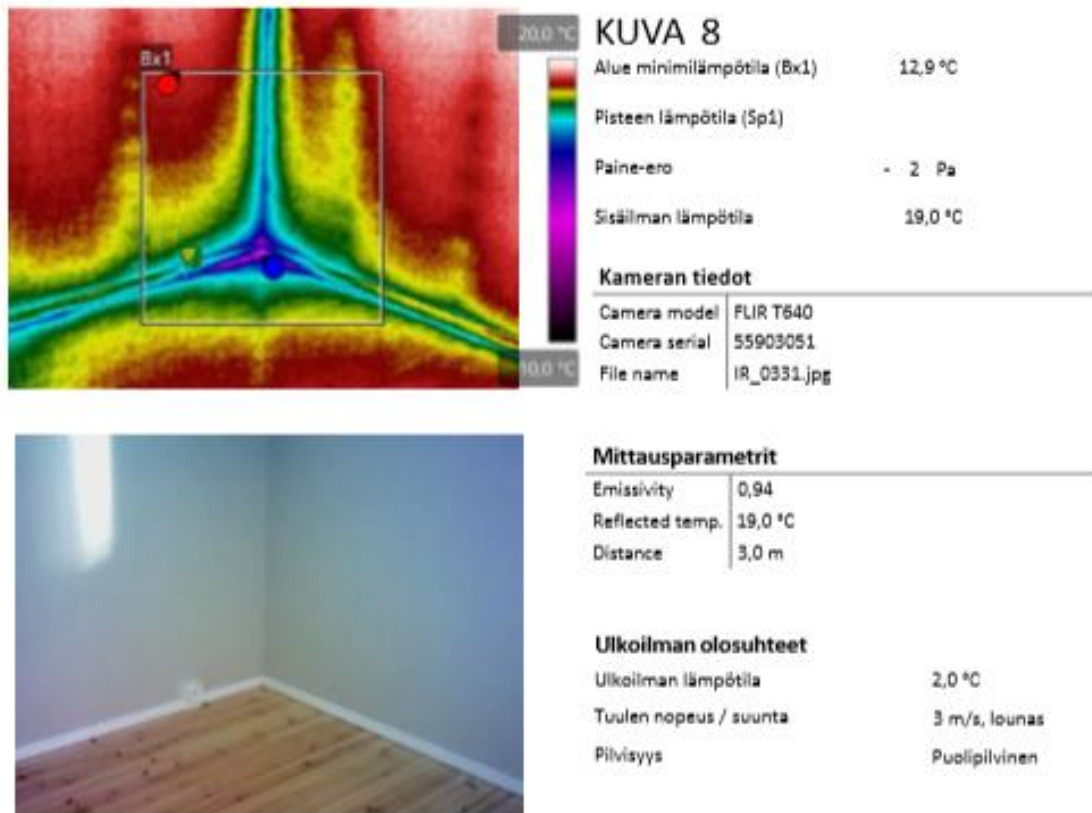 Bx1
20,0 °C
10,0 °C
KUVA 8
Alue minimilämpötila (Bx1) 12,9 °C
Pisteen lämpötila (Sp1)
Paine-ero - 2 Pa
Sisäilman lämpötila 19,0 °C
Kameran tiedot
Camera model FLIR T640
Camera serial 55903051
File name IR_0331.jpg
Mittausparametrit
Emissivity 0,94
Reflected temp. 19,0 °C
Distance 3,0 m
Ulkoilman olosuhteet
Ulkoilman lämpötila 2,0 °C
Tuulen nopeus / suunta 3 m/s, lounas
Pilvisyys Puolipilvinen